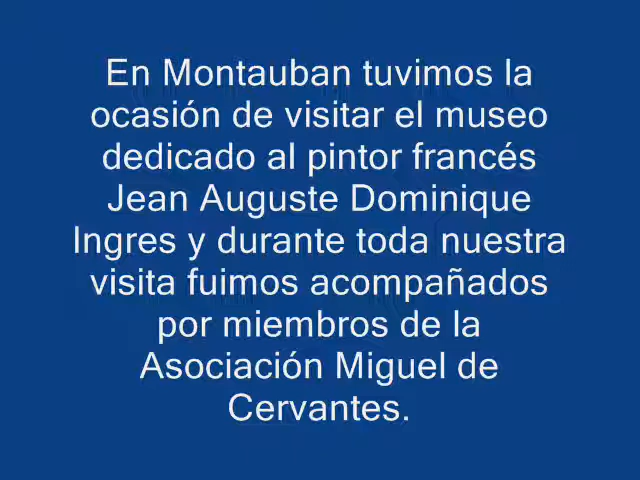 En Montauban tuvimos la
ocasión de visitar el museo
dedicado al pintor francés
Jean Auguste Dominique
Ingres y durante toda nuestra
visita fuimos acompañados
por miembros de la
Asociación Miguel de
Cervantes.